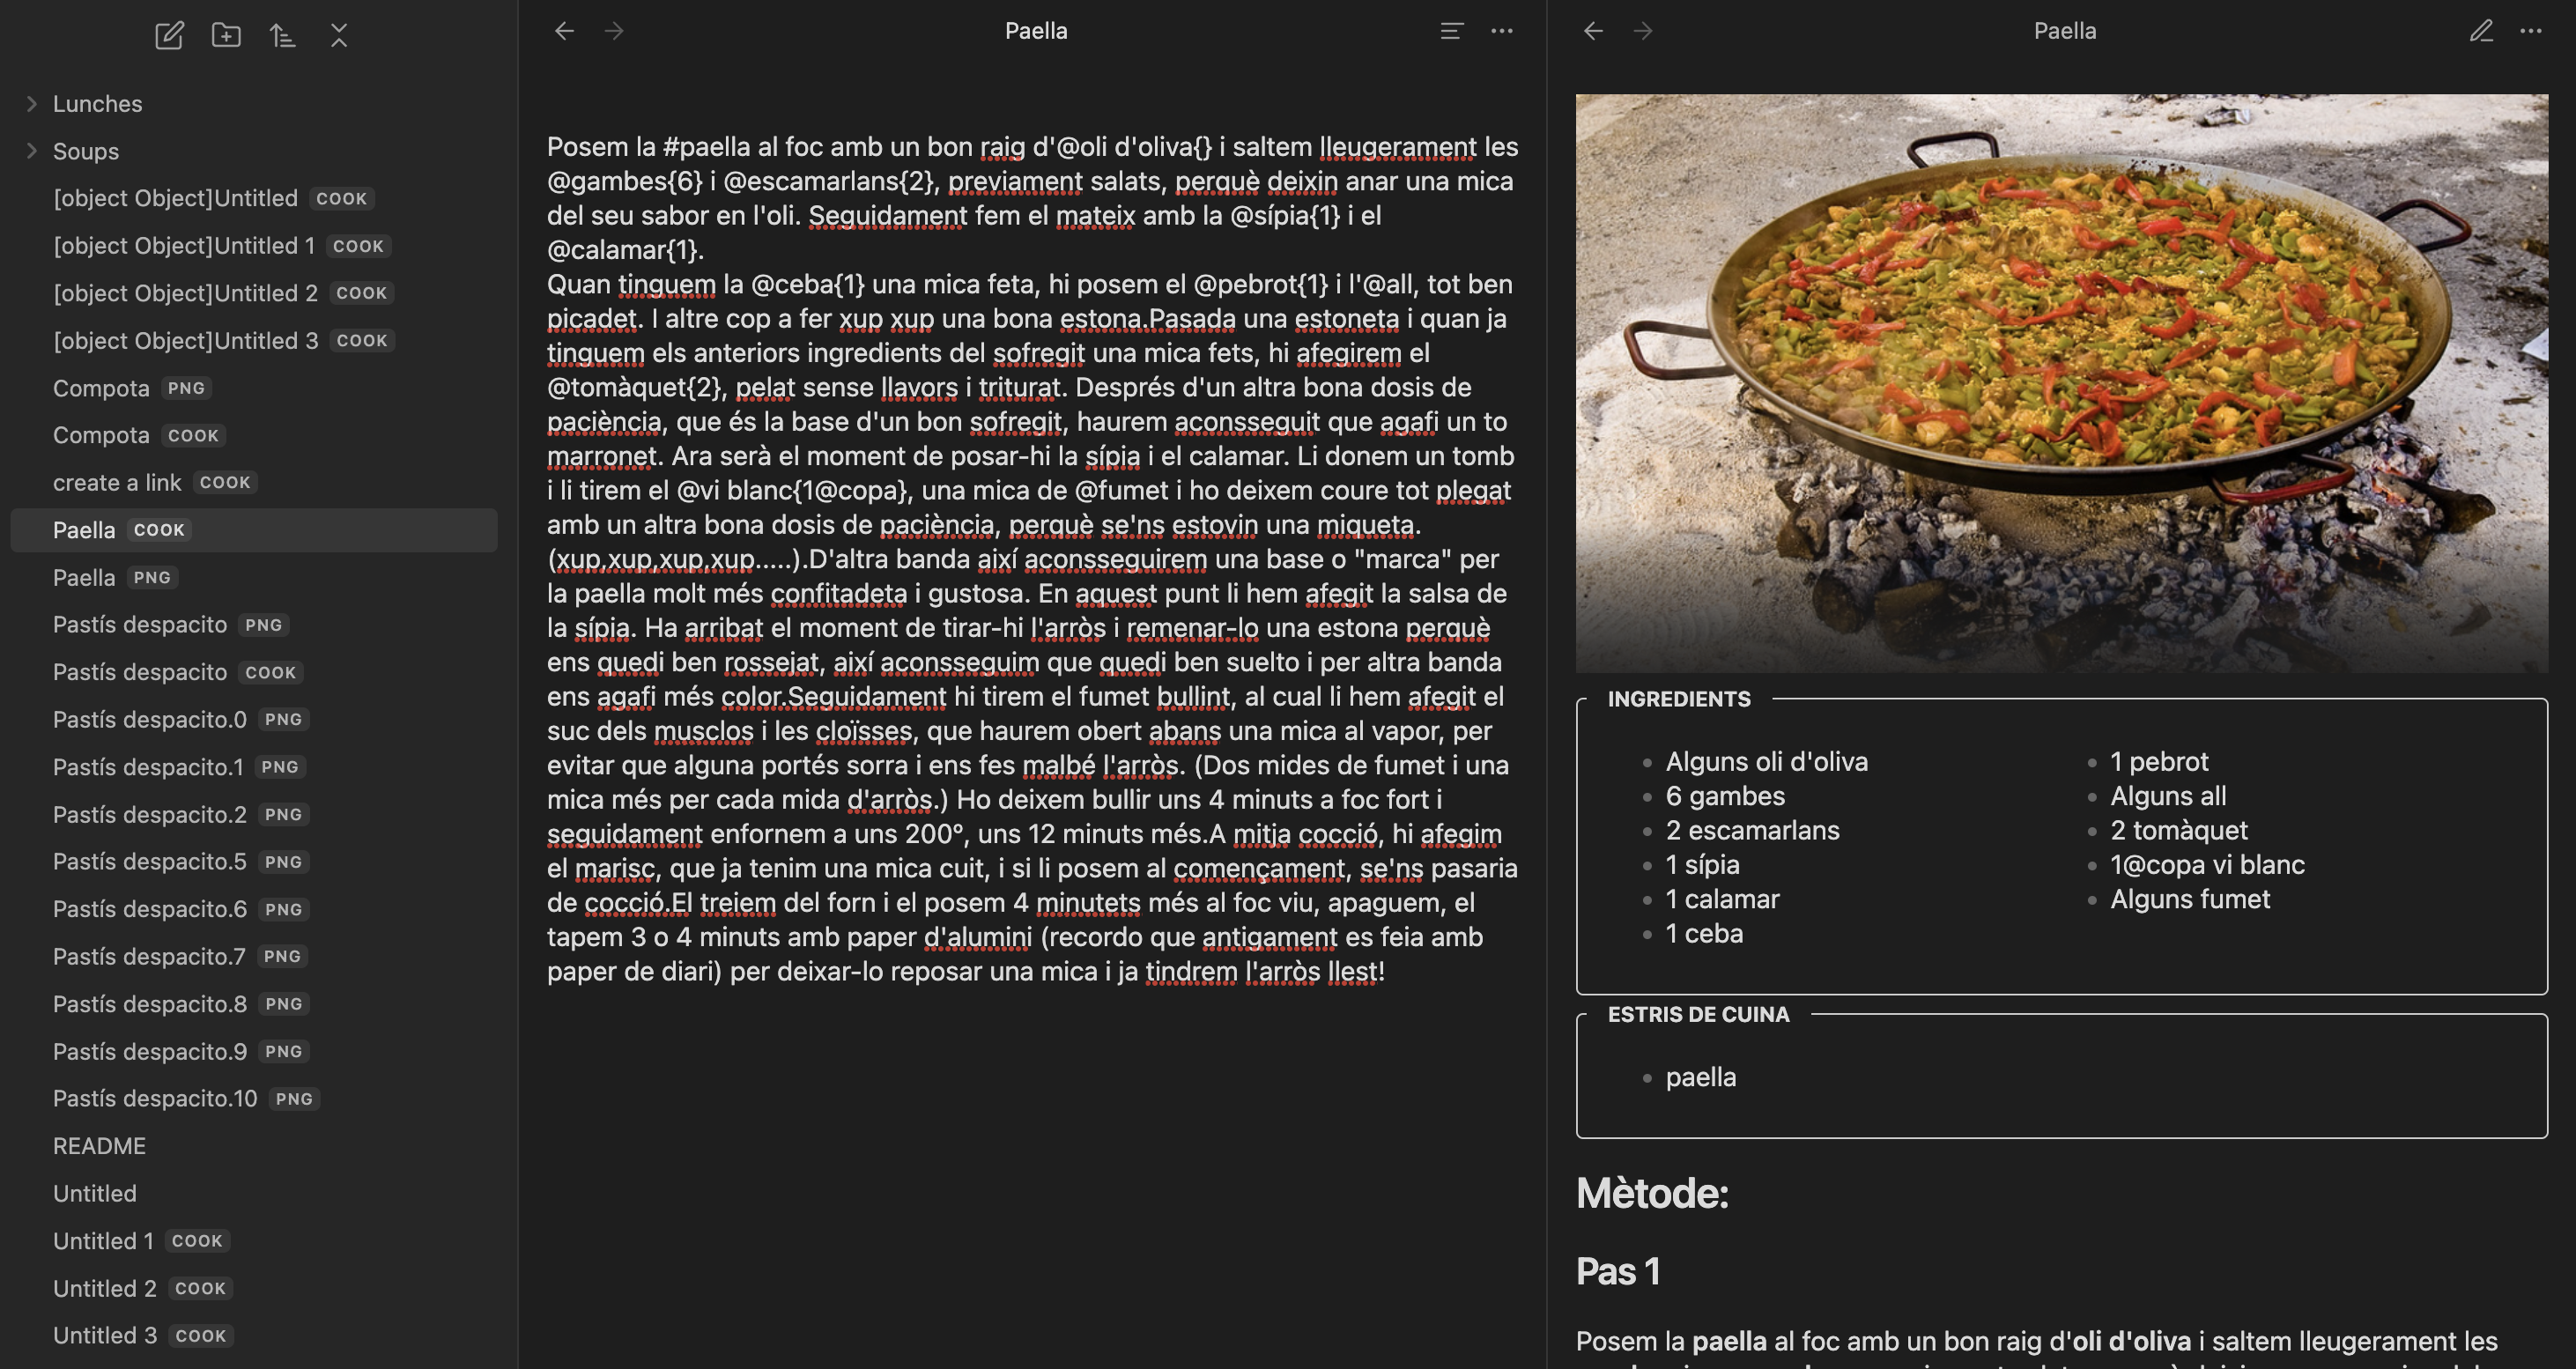 Lunches
Soups
[object Object]Untitled COOK
[object Object]Untitled 1 COOK
[object Object]Untitled 2 COOK
[object Object]Untitled 3 COOK
Compota PNG
Compota COOK
create a link COOK
Paella COOK
Paella PNG
Pastís despacito PNG
Pastís despacito COOK
Pastís despacito.0 PNG
Pastís despacito.1 PNG
Pastís despacito.2 PNG
Pastís despacito.5 PNG
Pastís despacito.6 PNG
Pastís despacito.7 PNG
Pastís despacito.8 PNG
Pastís despacito.9 PNG
Pastís despacito.10 PNG
README
Untitled
Untitled 1 COOK
Untitled 2 COOK
Untitled 3 COOK
Paella
Posem la #paella al foc amb un bon raig d'@oli d'oliva{} i saltem lleugerament les
@gambes{6} i @escamarlans{2}, previament salats, perquè deixin anar una mica
del seu sabor en l'oli. Seguidament fem el mateix amb la @sípia{1} i el
@calamar{1}.
Quan tinguem la @ceba{1} una mica feta, hi posem el @pebrot{1} i l'@all, tot ben
picadet. I altre cop a fer xup xup una bona estona.Pasada una estoneta i quan ja
tinguem els anteriors ingredients del sofregit una mica fets, hi afegirem el
@tomàquet{2}, pelat sense llavors i triturat. Després d'un altra bona dosis de
paciència, que és la base d'un bon sofregit, haurem aconsseguit que agafi un to
marronet. Ara serà el moment de posar-hi la sípia i el calamar. Li donem un tomb
i li tirem el @vi blanc{1@copa}, una mica de @fumet i ho deixem coure tot plegat
amb un altra bona dosis de paciència, perquè se'ns estovin una miqueta.
(xup,xup,xup,xup.....).D'altra banda així aconsseguirem una base o "marca" per
la paella molt més confitadeta i gustosa. En aquest punt li hem afegit la salsa de
la sípia. Ha arribat el moment de tirar-hi l'arròs i remenar-lo una estona perquè
ens quedi ben rossejat, així aconsseguim que quedi ben suelto i per altra banda
ens agafi més color.Seguidament hi tirem el fumet bullint, al cual li hem afegit el
suc dels musclos i les cloïsses, que haurem obert abans una mica al vapor, per
evitar que alguna portés sorra i ens fes malbé l'arròs. (Dos mides de fumet i una
mica més per cada mida d'arròs.) Ho deixem bullir uns 4 minuts a foc fort i
seguidament enfornem a uns 200º, uns 12 minuts més.A mitja cocció, hi afegim
el marisc, que ja tenim una mica cuit, i si li posem al començament, se'ns pasaria
de cocció.El treiem del forn i el posem 4 minutets més al foc viu, apaguem, el
tapem 3 o 4 minuts amb paper d'alumini (recordo que antigament es feia amb
paper de diari) per deixar-lo reposar una mica i ja tindrem l'arròs llest!
Paella
INGREDIENTS
Alguns oli d'oliva
6 gambes
2 escamarlans
1 sípia
1 calamar
1 ceba
1 pebrot
Alguns all
2 tomàquet
1@copa vi blanc
Alguns fumet
ESTRIS DE CUINA
paella
Mètode:
Pas 1
Posem la paella al foc amb un bon raig d'oli d'oliva i saltem lleugerament les